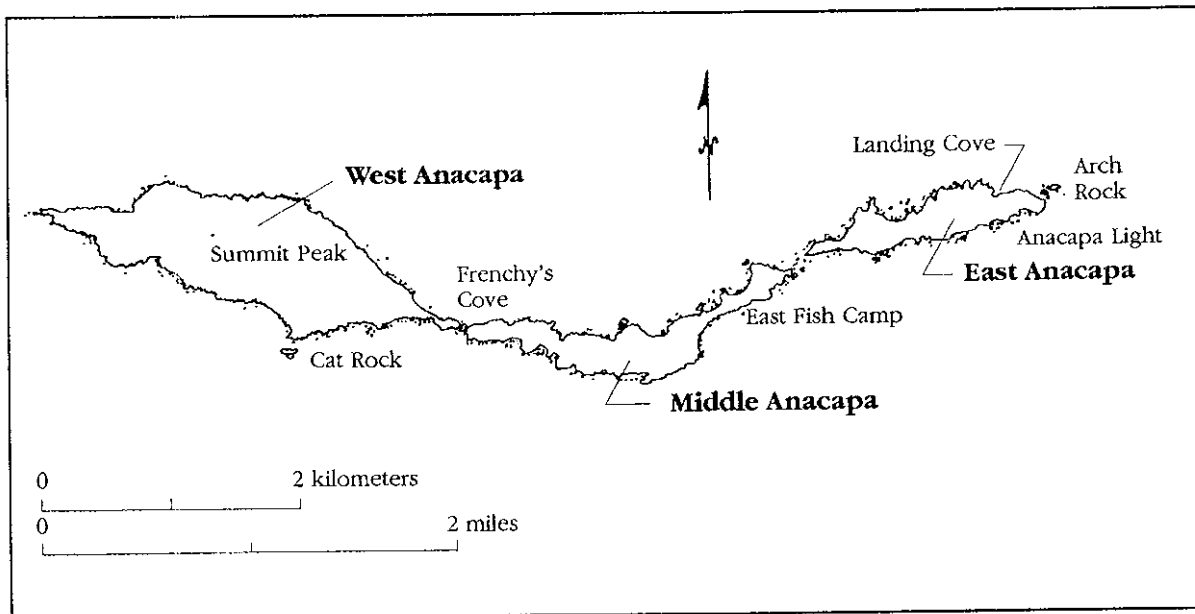 N
Landing Cove
Arch
Rock
West Anacapa
Summit Peak
Anacapa Light
East Anacapa
Frenchy's
Cove
East Fish Camp
Cat Rock
Middle Anacapa
0
2 kilometers
0
2 miles